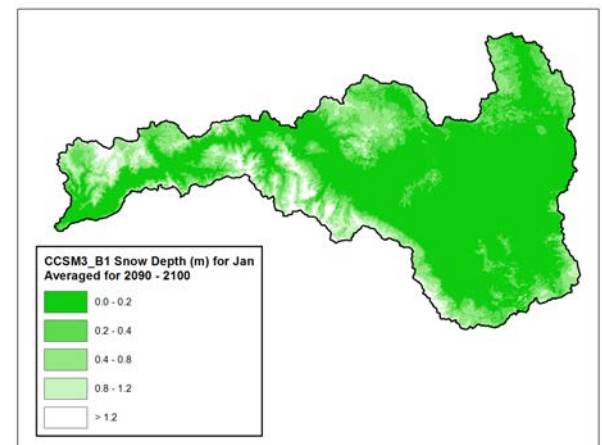 CCSM3_B1 Snow Depth (m) for Jan
Averaged for 2090 - 2100
0.0 - 0.2
0.2 - 0.4
0.4 - 0.8
0.8 - 1.2
> 1.2